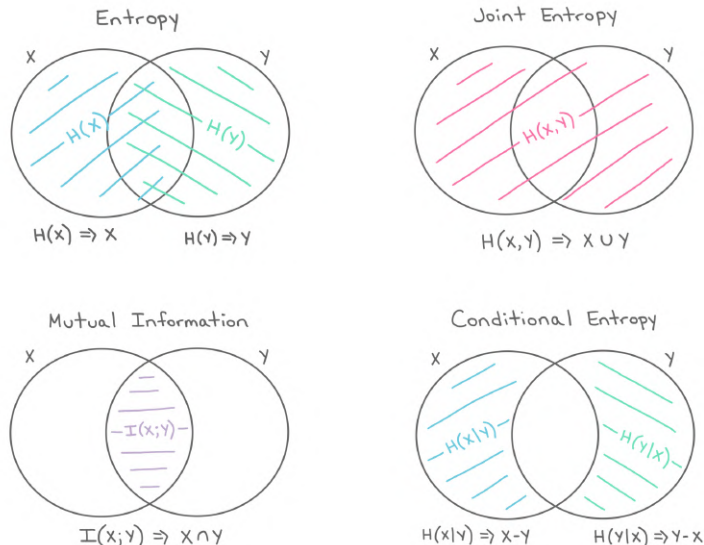 Entropy
X Y
H(X) H(Y)
H(X) ⇒ X H(Y) ⇒ Y
Joint Entropy
X Y
H(X,Y)
H(X,Y) ⇒ X ∪ Y
Mutual Information
X Y
I(X;Y)
I(X;Y) ⇒ X ∩ Y
Conditional Entropy
X Y
H(X|Y) H(Y|X)
H(X|Y) ⇒ X-Y H(Y|X) ⇒ Y-X